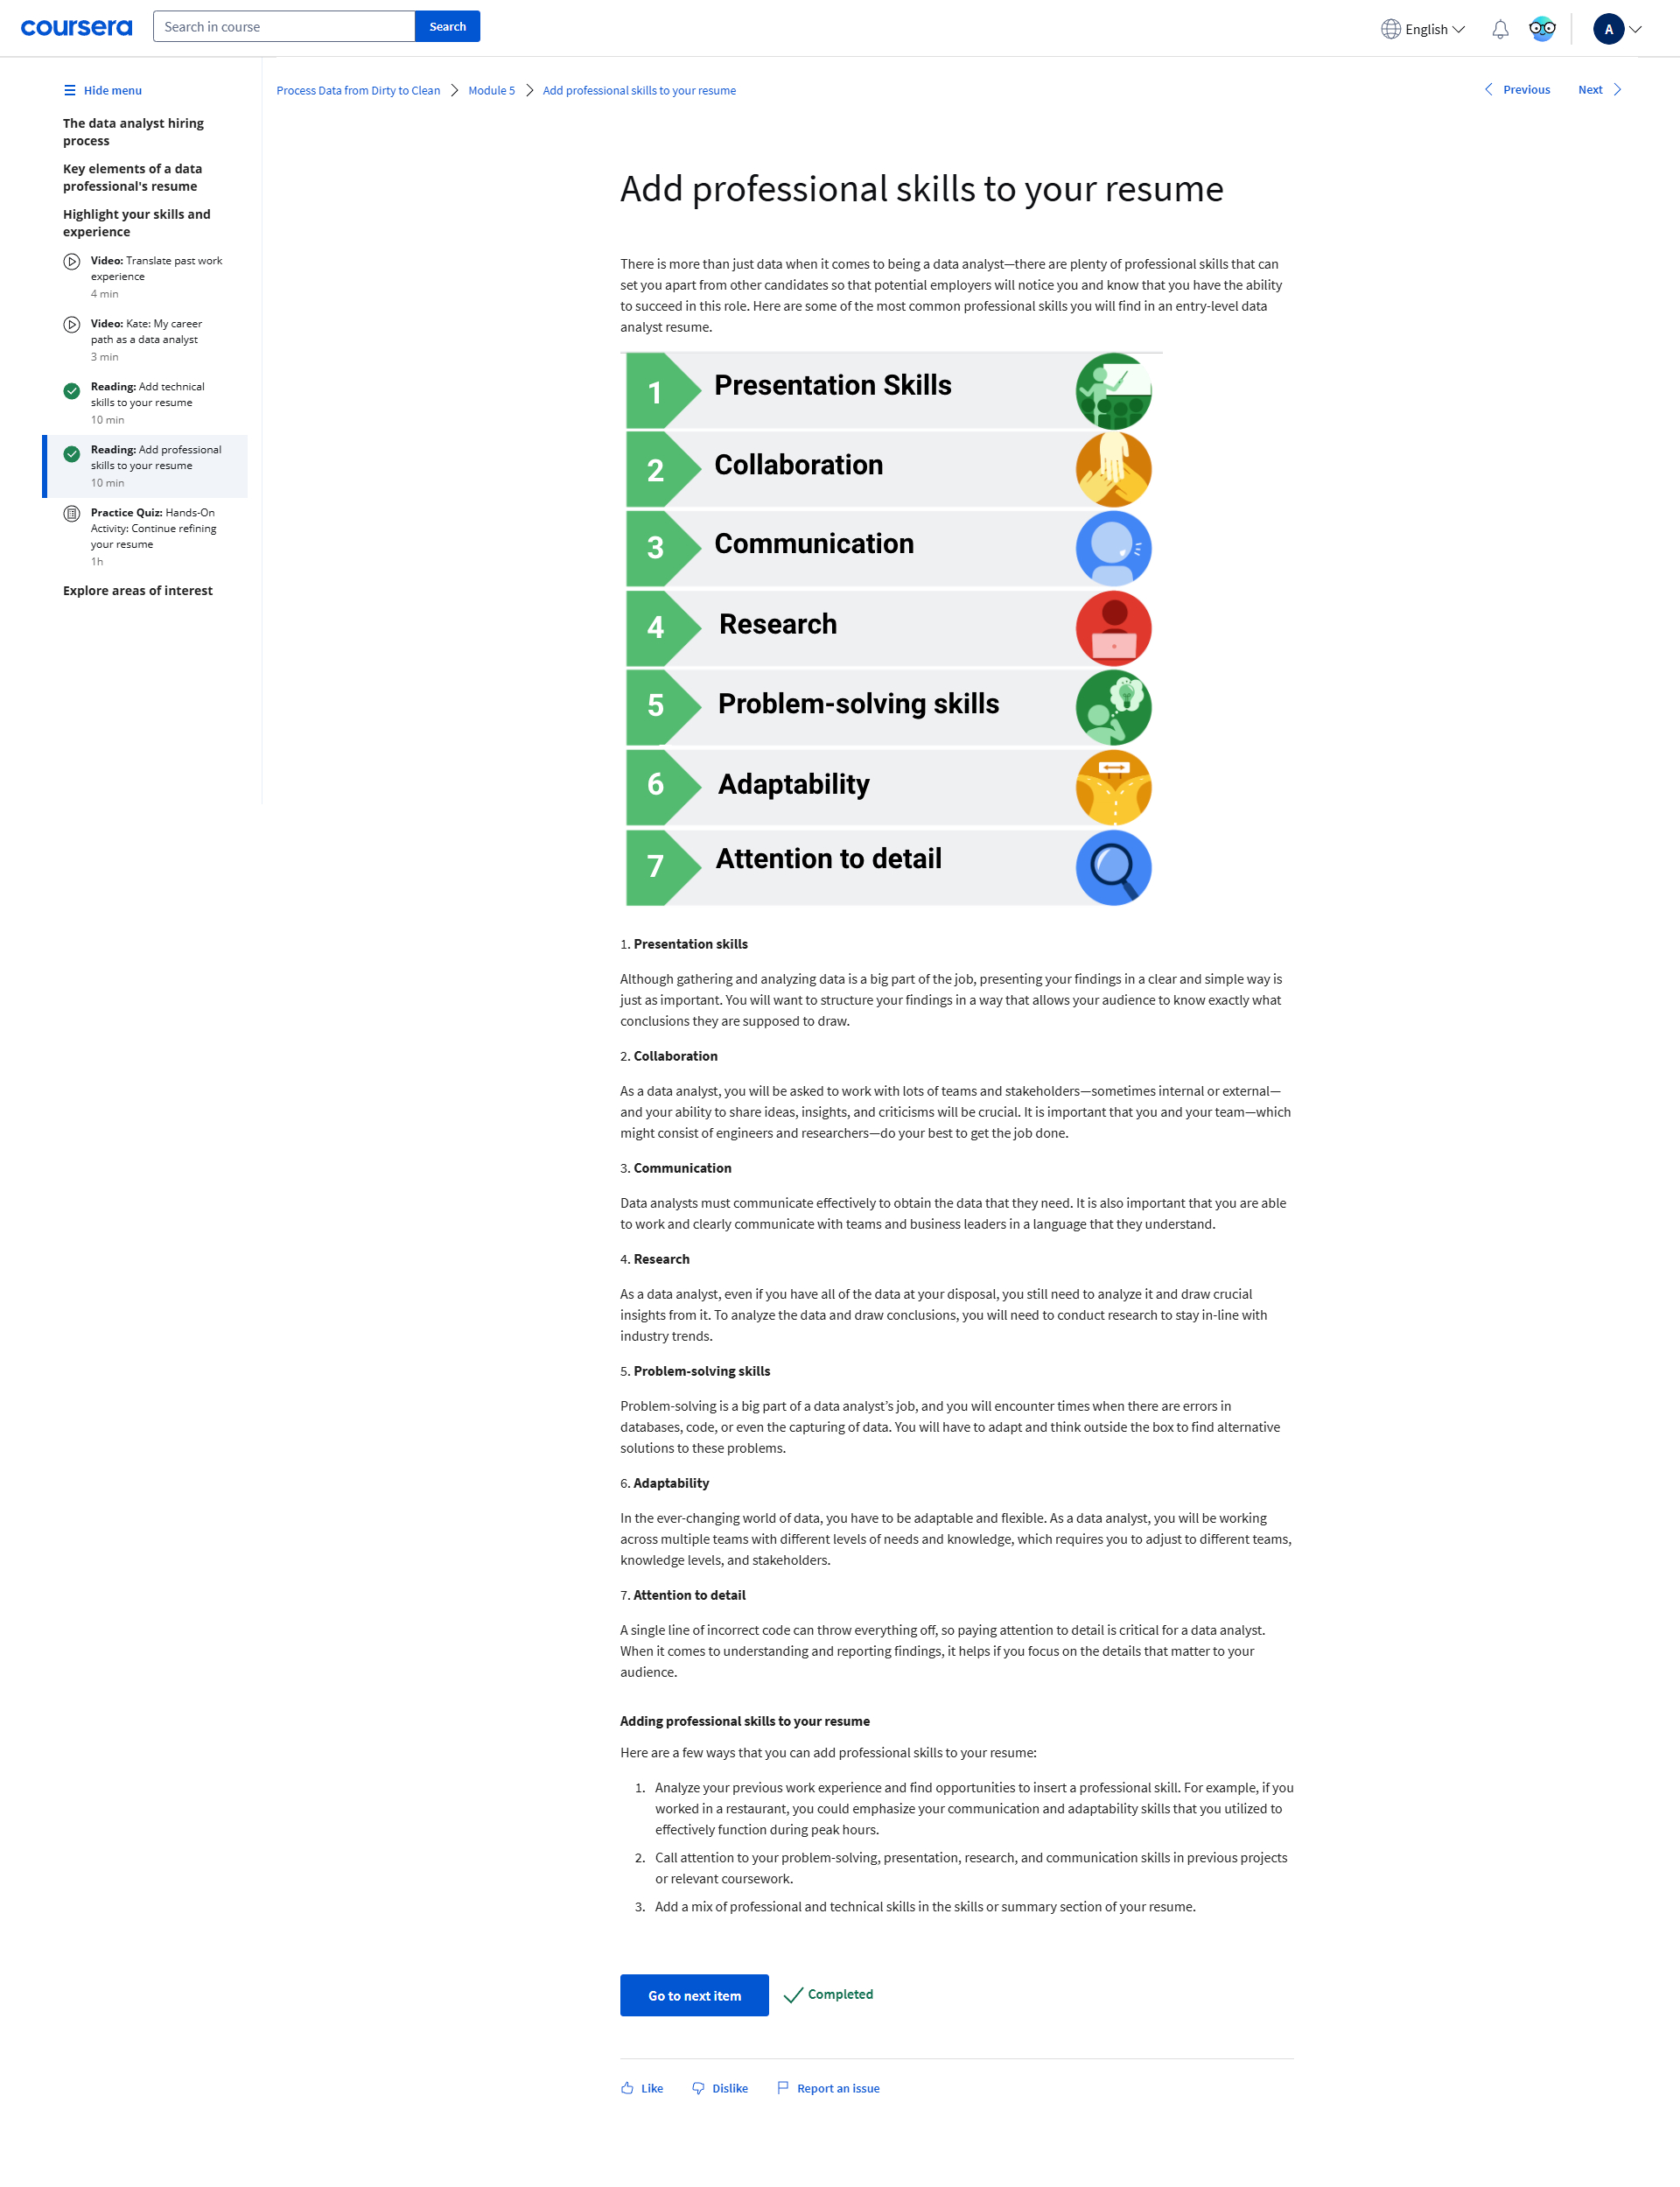 coursera
Search in course
Search
English
A
Hide menu
The data analyst hiring
process
Key elements of a data
professional's resume
Highlight your skills and
experience
Video: Translate past work
experience
4 min
Video: Kate: My career
path as a data analyst
3 min
Reading: Add technical
skills to your resume
10 min
Reading: Add professional
skills to your resume
10 min
Practice Quiz: Hands-On
Activity: Continue refining
your resume
1h
Explore areas of interest
Process Data from Dirty to Clean
Module 5
Add professional skills to your resume
Previous
Next
Add professional skills to your resume
There is more than just data when it comes to being a data analyst—there are plenty of professional skills that can
set you apart from other candidates so that potential employers will notice you and know that you have the ability
to succeed in this role. Here are some of the most common professional skills you will find in an entry-level data
analyst resume.
1 Presentation Skills
2 Collaboration
3 Communication
4 Research
5 Problem-solving skills
6 Adaptability
7 Attention to detail
1. Presentation skills
Although gathering and analyzing data is a big part of the job, presenting your findings in a clear and simple way is
just as important. You will want to structure your findings in a way that allows your audience to know exactly what
conclusions they are supposed to draw.
2. Collaboration
As a data analyst, you will be asked to work with lots of teams and stakeholders—sometimes internal or external—
and your ability to share ideas, insights, and criticisms will be crucial. It is important that you and your team—which
might consist of engineers and researchers—do your best to get the job done.
3. Communication
Data analysts must communicate effectively to obtain the data that they need. It is also important that you are able
to work and clearly communicate with teams and business leaders in a language that they understand.
4. Research
As a data analyst, even if you have all of the data at your disposal, you still need to analyze it and draw crucial
insights from it. To analyze the data and draw conclusions, you will need to conduct research to stay in-line with
industry trends.
5. Problem-solving skills
Problem-solving is a big part of a data analyst’s job, and you will encounter times when there are errors in
databases, code, or even the capturing of data. You will have to adapt and think outside the box to find alternative
solutions to these problems.
6. Adaptability
In the ever-changing world of data, you have to be adaptable and flexible. As a data analyst, you will be working
across multiple teams with different levels of needs and knowledge, which requires you to adjust to different teams,
knowledge levels, and stakeholders.
7. Attention to detail
A single line of incorrect code can throw everything off, so paying attention to detail is critical for a data analyst.
When it comes to understanding and reporting findings, it helps if you focus on the details that matter to your
audience.
Adding professional skills to your resume
Here are a few ways that you can add professional skills to your resume:
1. Analyze your previous work experience and find opportunities to insert a professional skill. For example, if you
worked in a restaurant, you could emphasize your communication and adaptability skills that you utilized to
effectively function during peak hours.
2. Call attention to your problem-solving, presentation, research, and communication skills in previous projects
or relevant coursework.
3. Add a mix of professional and technical skills in the skills or summary section of your resume.
Go to next item
Completed
Like
Dislike
Report an issue